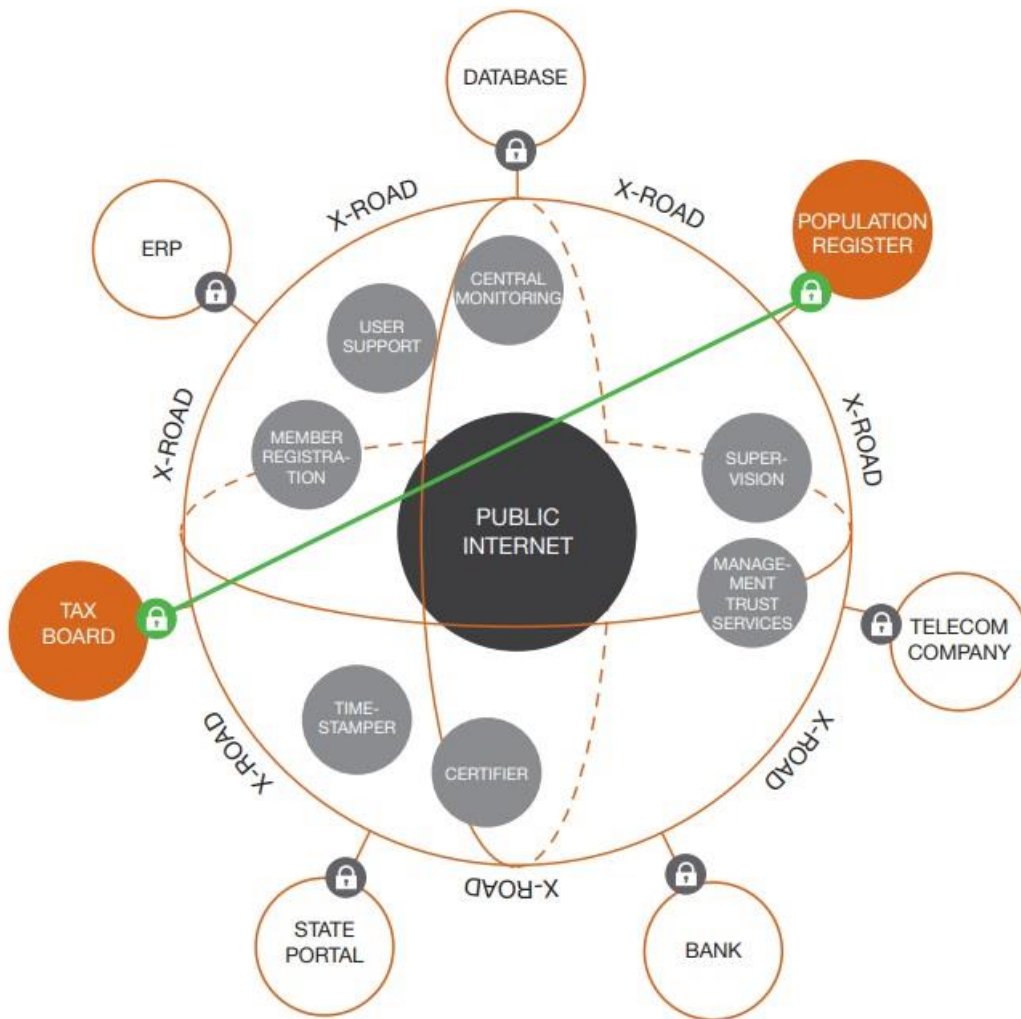 DATABASE
X-ROAD
X-ROAD
POPULATION
REGISTER
ERP
CENTRAL
MONITORING
USER
SUPPORT
X-ROAD
X-ROAD
MEMBER
REGISTRA-
TION
SUPER-
VISION
PUBLIC
INTERNET
MANAGE-
MENT
TRUST
SERVICES
TAX
BOARD
TELECOM
COMPANY
TIME-
STAMPER
CERTIFIER
X-ROAD
X-ROAD
X-ROAD
STATE
PORTAL
BANK